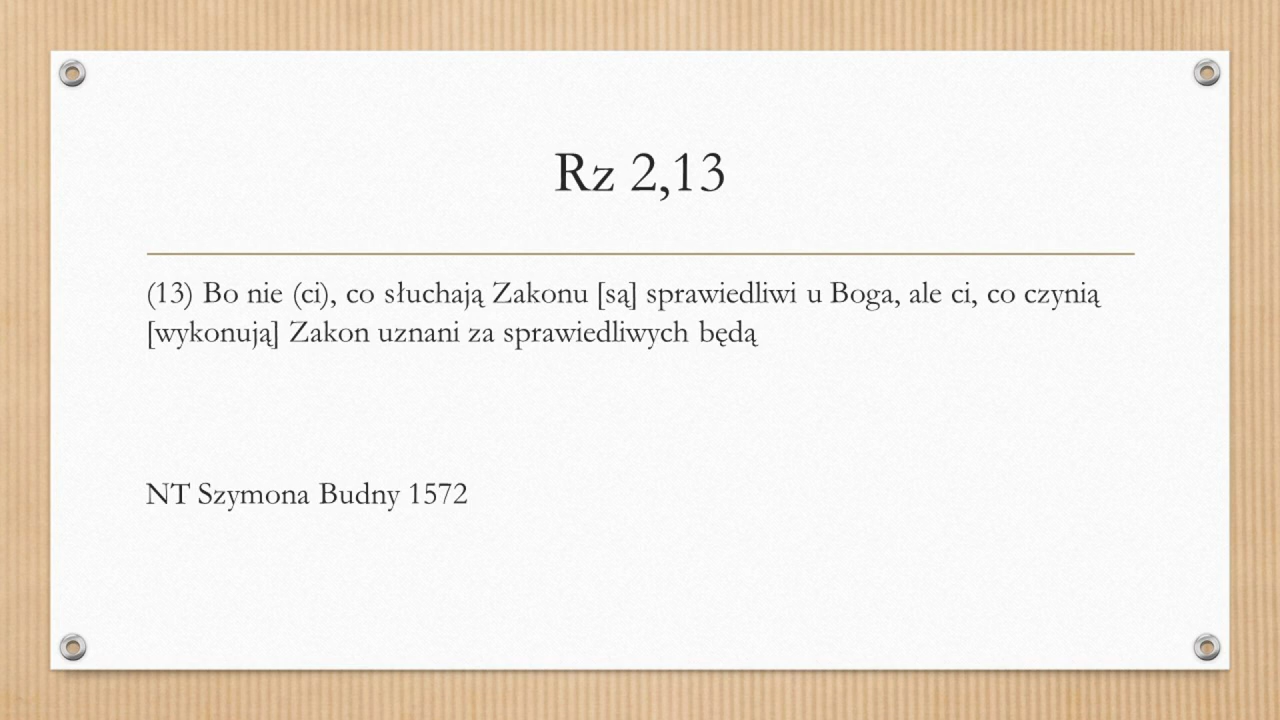 Rz 2,13
(13) Bo nie (ci), co słuchają Zakonu [są] sprawiedliwi u Boga, ale ci, co czynią
[wykonują] Zakon uznani za sprawiedliwych będą
NT Szymona Budny 1572